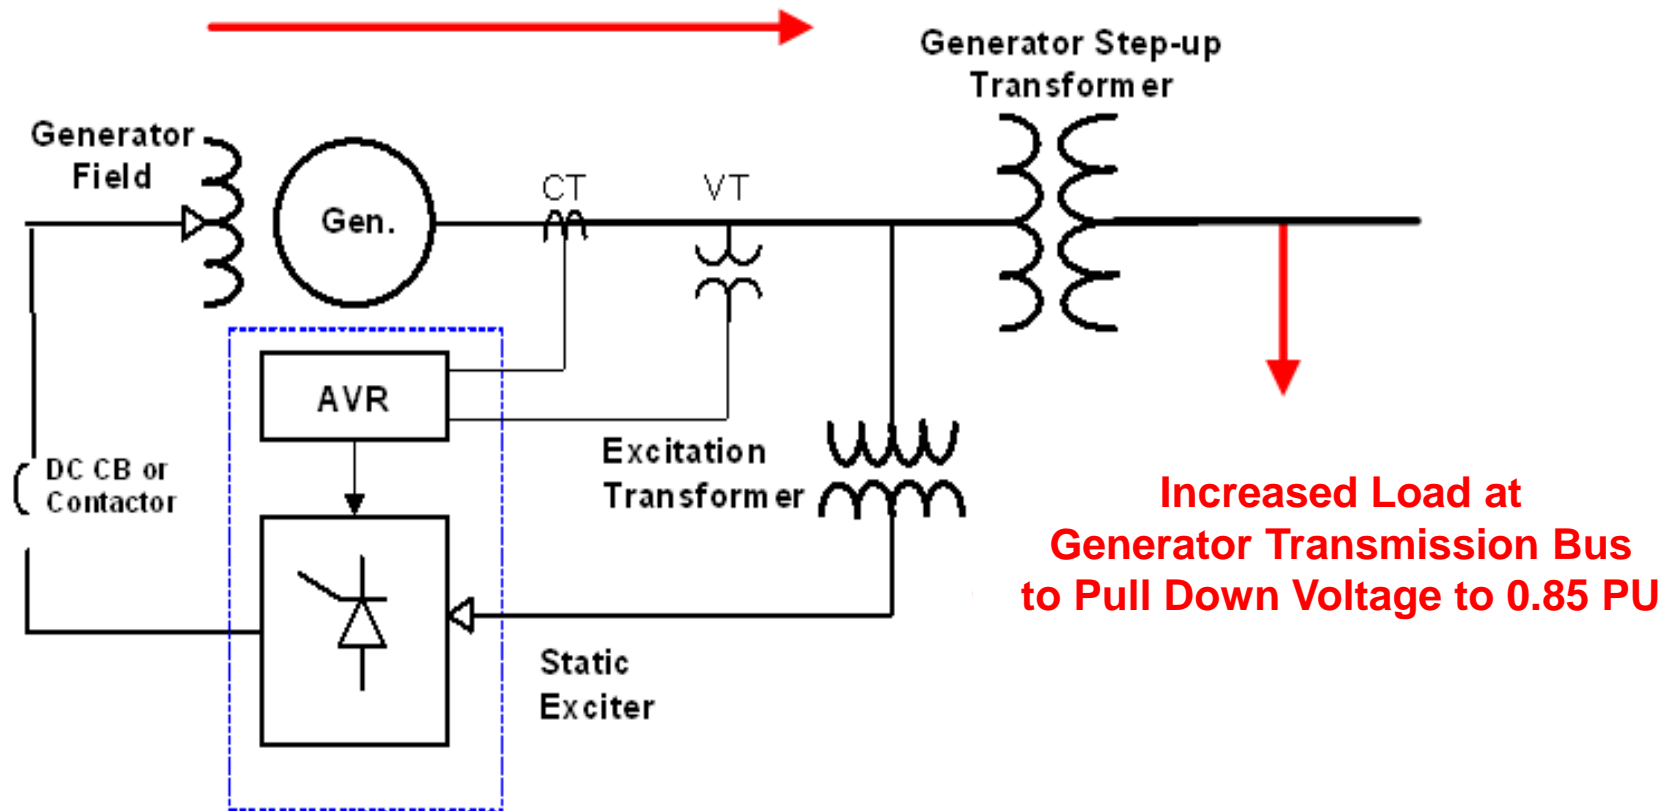 Generator Step-up
Transformer
Generator
Field
Gen.
CT
VT
AVR
DC CB or
Contactor
Excitation
Transformer
Increased Load at
Generator Transmission Bus
to Pull Down Voltage to 0.85 PU
Static
Exciter